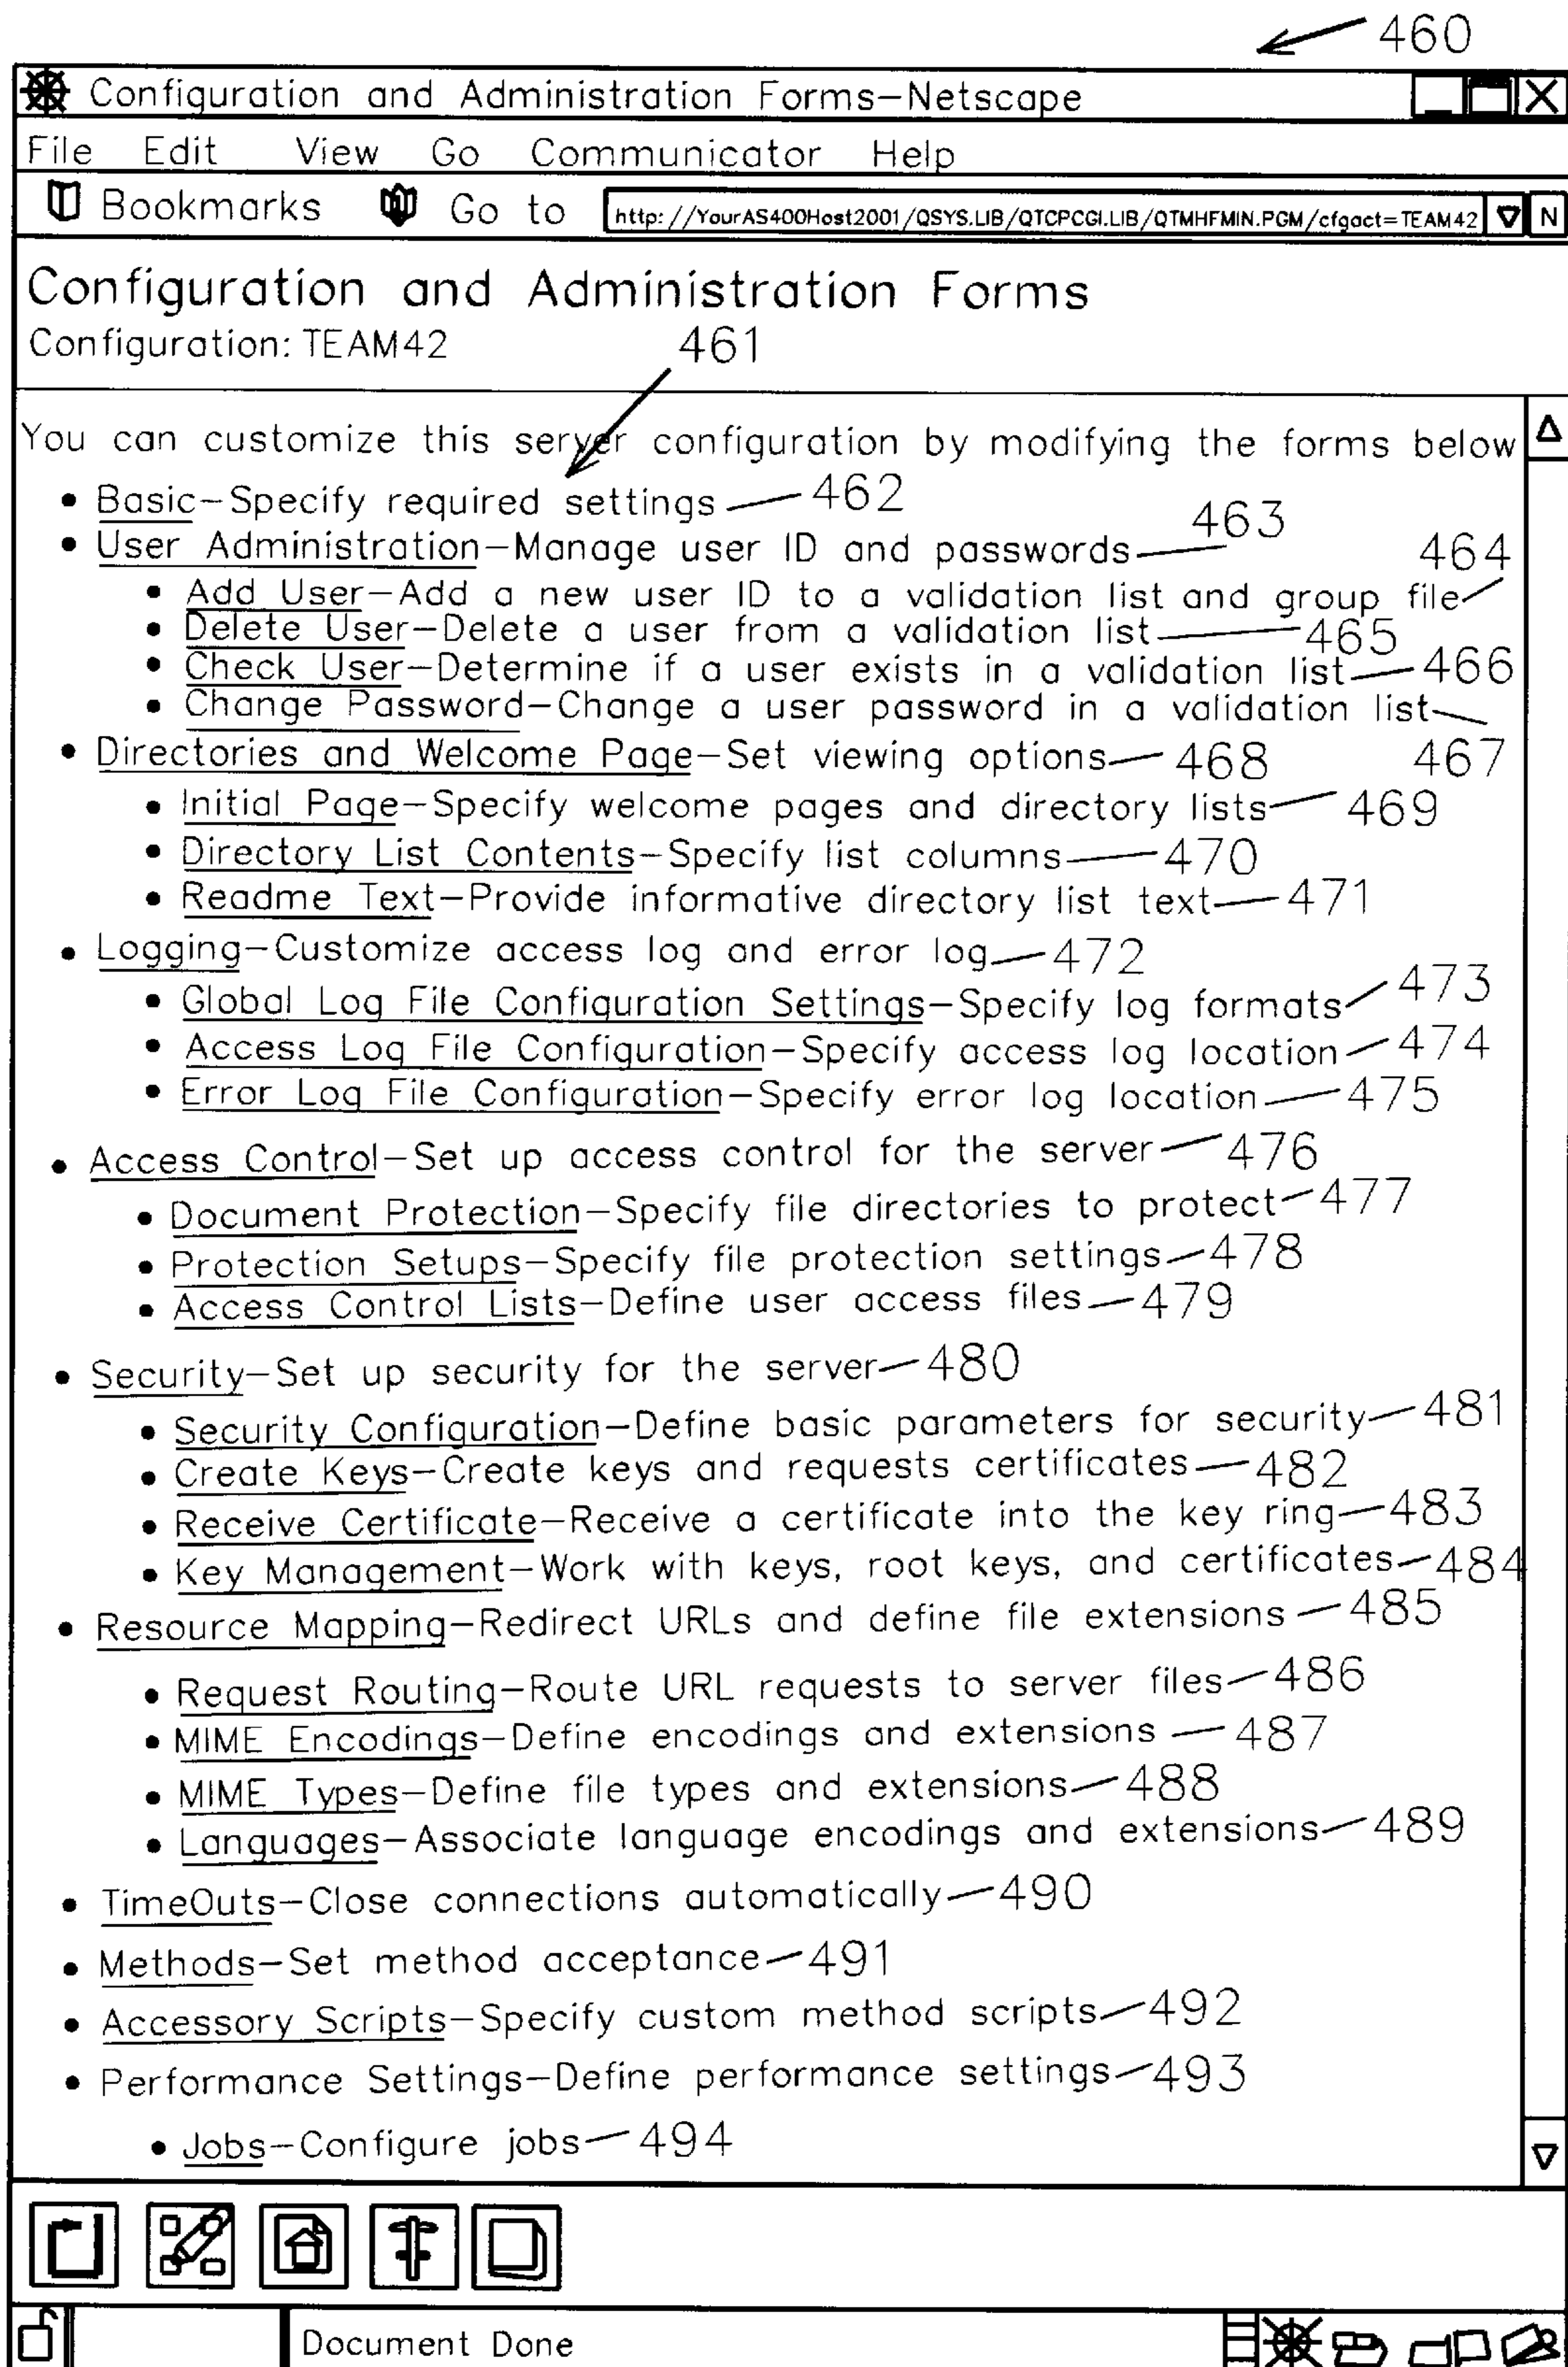 460
Configuration and Administration Forms-Netscape
File Edit View Go Communicator Help
Bookmarks Go to http://YourAS400Host2001/QSYS.LIB/QTCPCGI.LIB/QTMHFMIN.PGM/cfgact=TEAM42 N
Configuration and Administration Forms
Configuration: TEAM42 461
You can customize this server configuration by modifying the forms below
• Basic-Specify required settings 462
• User Administration-Manage user ID and passwords 463
• Add User-Add a new user ID to a validation list and group file 464
• Delete User-Delete a user from a validation list 465
• Check User-Determine if a user exists in a validation list 466
• Change Password-Change a user password in a validation list 467
• Directories and Welcome Page-Set viewing options 468
• Initial Page-Specify welcome pages and directory lists 469
• Directory List Contents-Specify list columns 470
• Readme Text-Provide informative directory list text 471
• Logging-Customize access log and error log 472
• Global Log File Configuration Settings-Specify log formats 473
• Access Log File Configuration-Specify access log location 474
• Error Log File Configuration-Specify error log location 475
• Access Control-Set up access control for the server 476
• Document Protection-Specify file directories to protect 477
• Protection Setups-Specify file protection settings 478
• Access Control Lists-Define user access files 479
• Security-Set up security for the server 480
• Security Configuration-Define basic parameters for security 481
• Create Keys-Create keys and requests certificates 482
• Receive Certificate-Receive a certificate into the key ring 483
• Key Management-Work with keys, root keys, and certificates 484
• Resource Mapping-Redirect URLs and define file extensions 485
• Request Routing-Route URL requests to server files 486
• MIME Encodings-Define encodings and extensions 487
• MIME Types-Define file types and extensions 488
• Languages-Associate language encodings and extensions 489
• TimeOuts-Close connections automatically 490
• Methods-Set method acceptance 491
• Accessory Scripts-Specify custom method scripts 492
• Performance Settings-Define performance settings 493
• Jobs-Configure jobs 494
Document Done